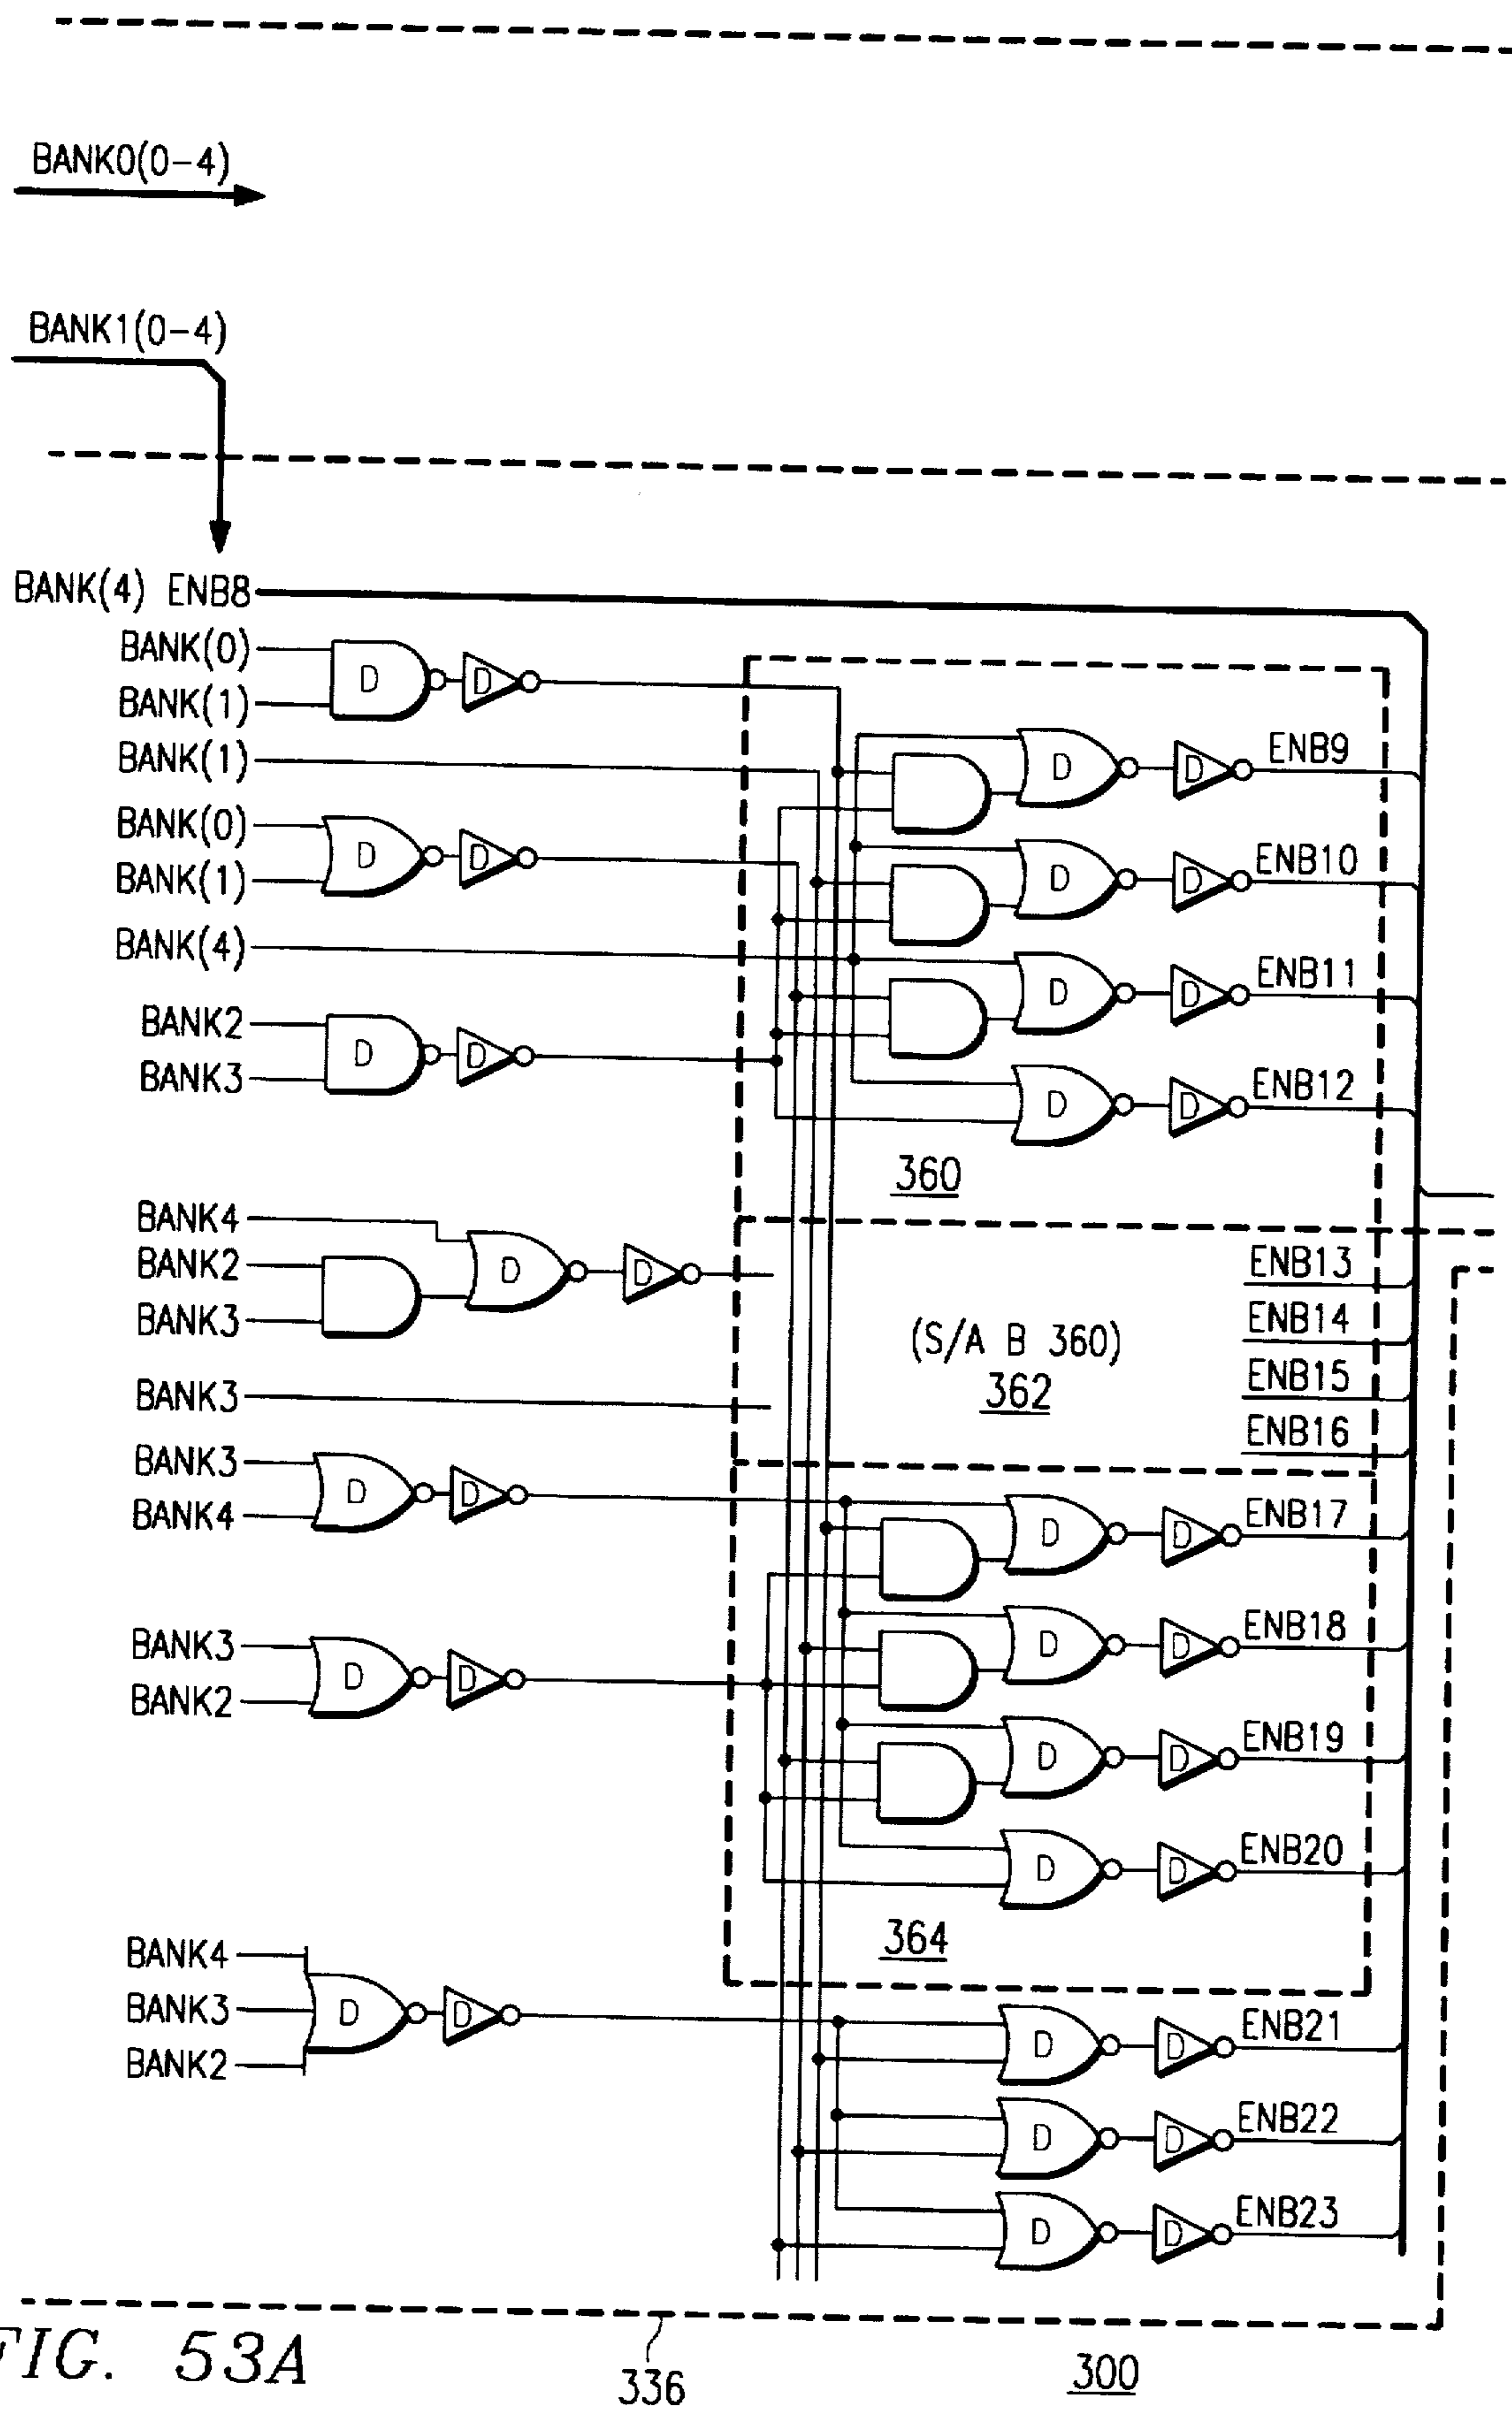 BANK0(0-4)
BANK1(0-4)
BANK(4) ENB8
BANK(0)
D
D
BANK(1)
BANK(1)
D
D
ENB9
BANK(0)
D
D
BANK(1)
D
D
ENB10
BANK(4)
D
D
ENB11
BANK2
D
D
BANK3
D
D
ENB12
360
BANK4
BANK2
D
D
BANK3
ENB13
ENB14
(S/A B 360)
362
BANK3
ENB15
ENB16
BANK3
D
D
BANK4
D
D
ENB17
BANK3
D
D
BANK2
D
D
ENB18
D
D
ENB19
D
D
ENB20
364
BANK4
BANK3
D
D
BANK2
D
D
ENB21
D
D
ENB22
D
D
ENB23
FIG. 53A
336
300